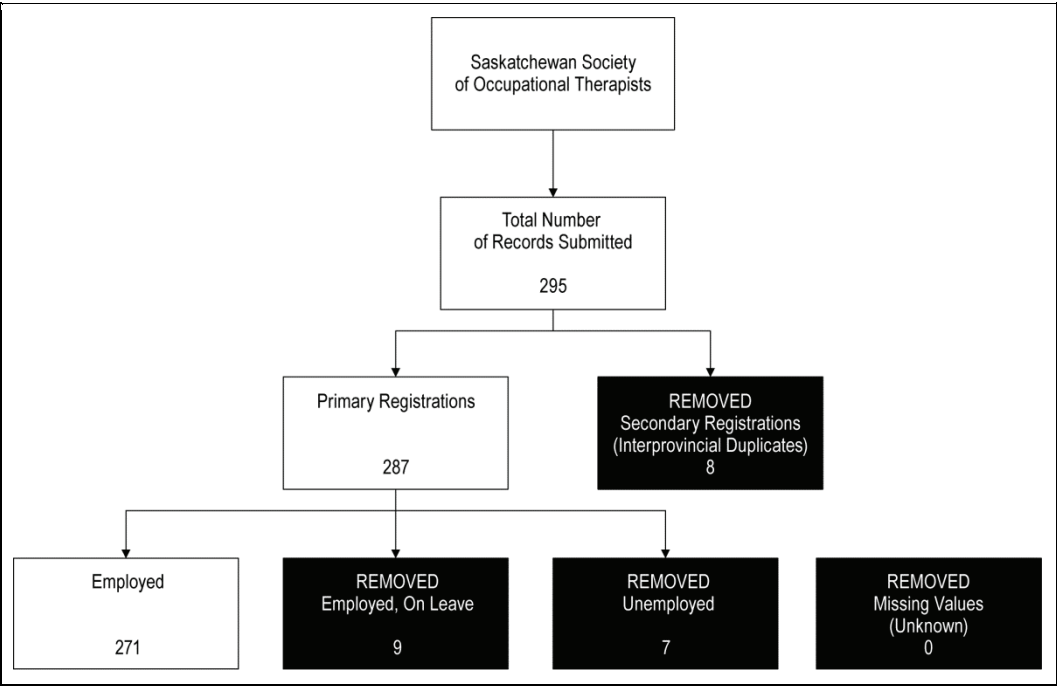 Saskatchewan Society
of Occupational Therapists
Total Number
of Records Submitted
295
Primary Registrations
287
REMOVED
Secondary Registrations
(Interprovincial Duplicates)
8
Employed
271
REMOVED
Employed, On Leave
9
REMOVED
Unemployed
7
REMOVED
Missing Values
(Unknown)
0